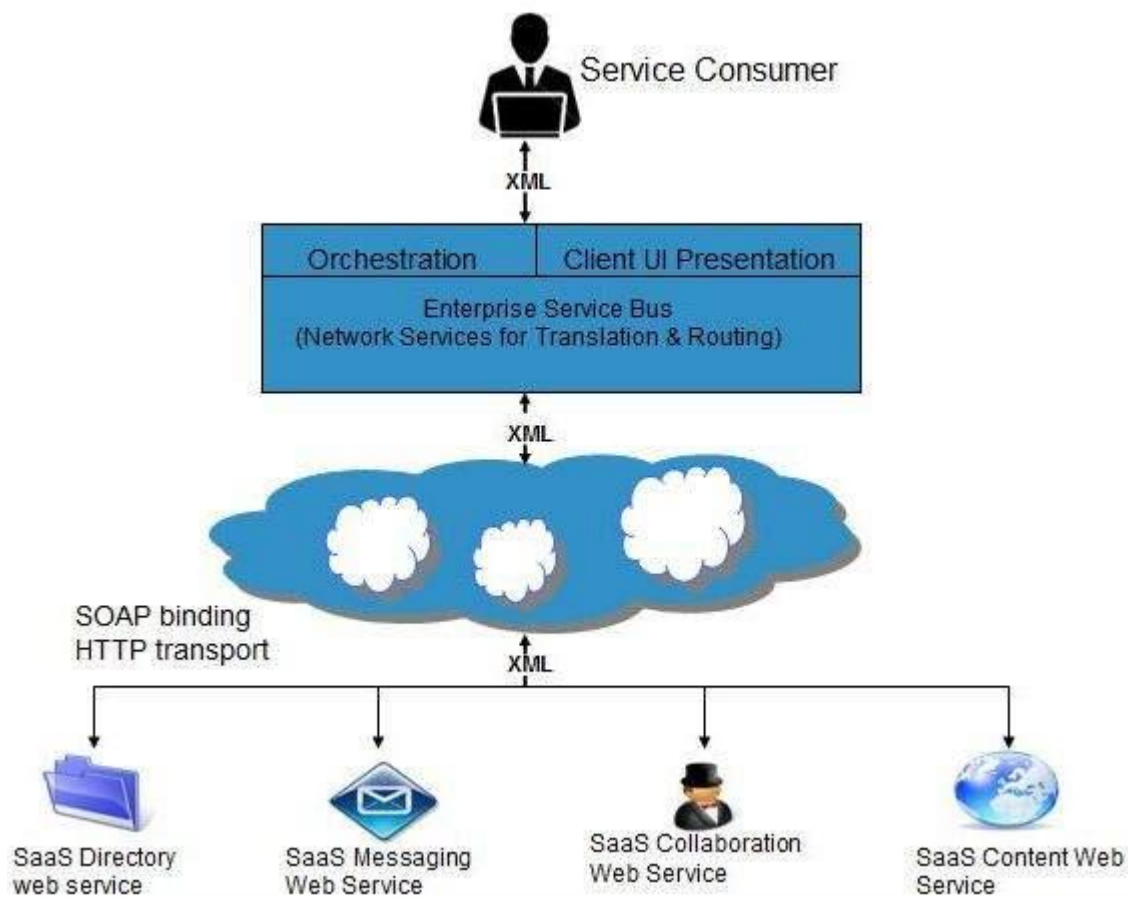 Service Consumer
XML
Orchestration
Client UI Presentation
Enterprise Service Bus
(Network Services for Translation & Routing)
XML
SOAP binding
HTTP transport
XML
SaaS Directory
web service
SaaS Messaging
Web Service
SaaS Collaboration
Web Service
SaaS Content Web
Service